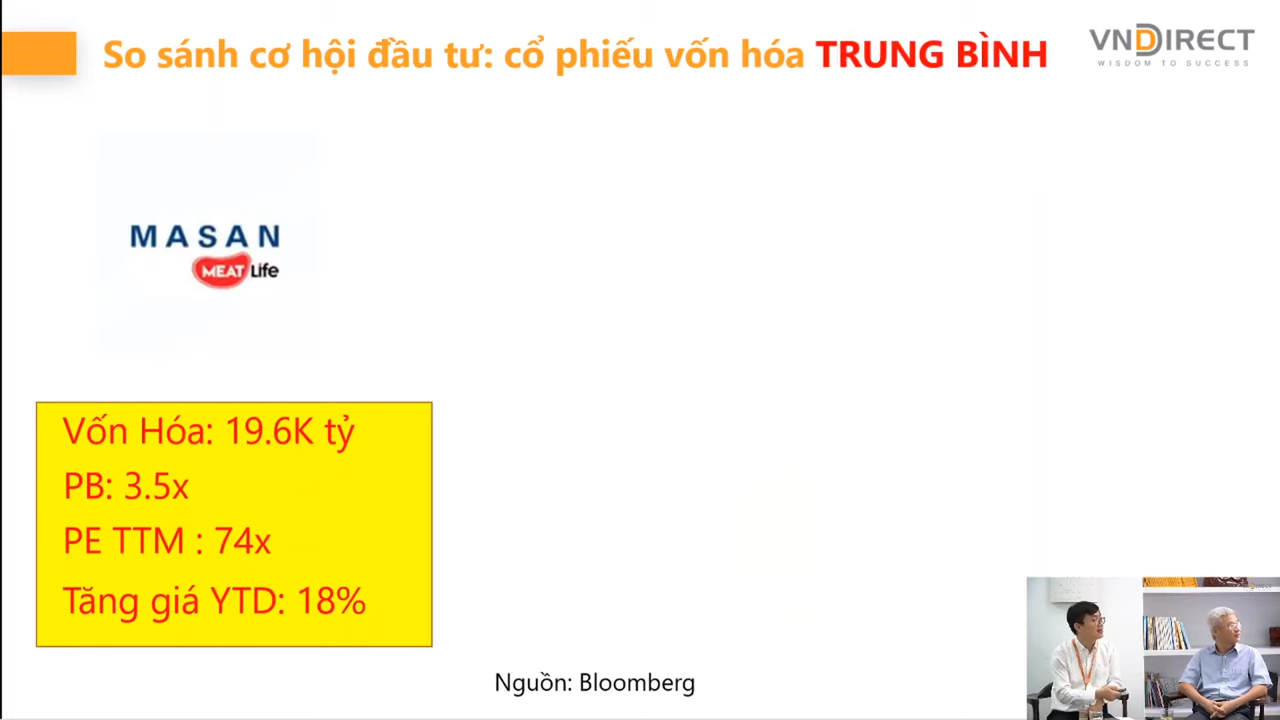 So sánh cơ hội đầu tư: cổ phiếu vốn hóa TRUNG BÌNH
VNDIRECT
WISDOM TO SUCCESS
MASAN
MEAT Life
Vốn Hóa: 19.6K tỷ
PB: 3.5x
PE TTM : 74x
Tăng giá YTD: 18%
Nguồn: Bloomberg